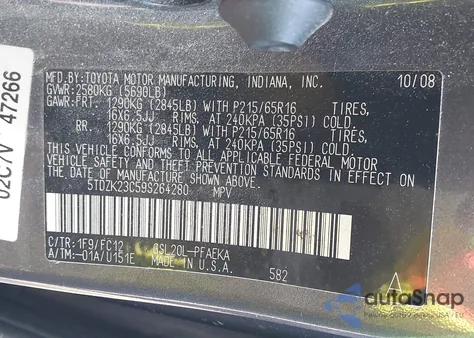 MFD.BY:TOYOTA MOTOR MANUFACTURING, INDIANA, INC. 10/08
GVWR: 2580KG (5690LB)
GAWR:FRT. 1290KG (2845LB) WITH P215/65R16 TIRES,
16X6.5JJ RIMS, AT 240KPA (35PSI) COLD.
RR. 1290KG (2845LB) WITH P215/65R16 TIRES,
16X6.5JJ RIMS, AT 240KPA (35PSI) COLD.
THIS VEHICLE CONFORMS TO ALL APPLICABLE FEDERAL MOTOR
VEHICLE SAFETY AND THEFT PREVENTION STANDARDS IN EFFECT ON
THE DATE OF MANUFACTURE SHOWN ABOVE.
5TDZK23C59S264280 MPV
C/TR:1F9/FC12 GSL20L-PFAEKA
A/TM:-01A/U151E MADE IN U.S.A. 582
A
02C7V 47266
autoShap